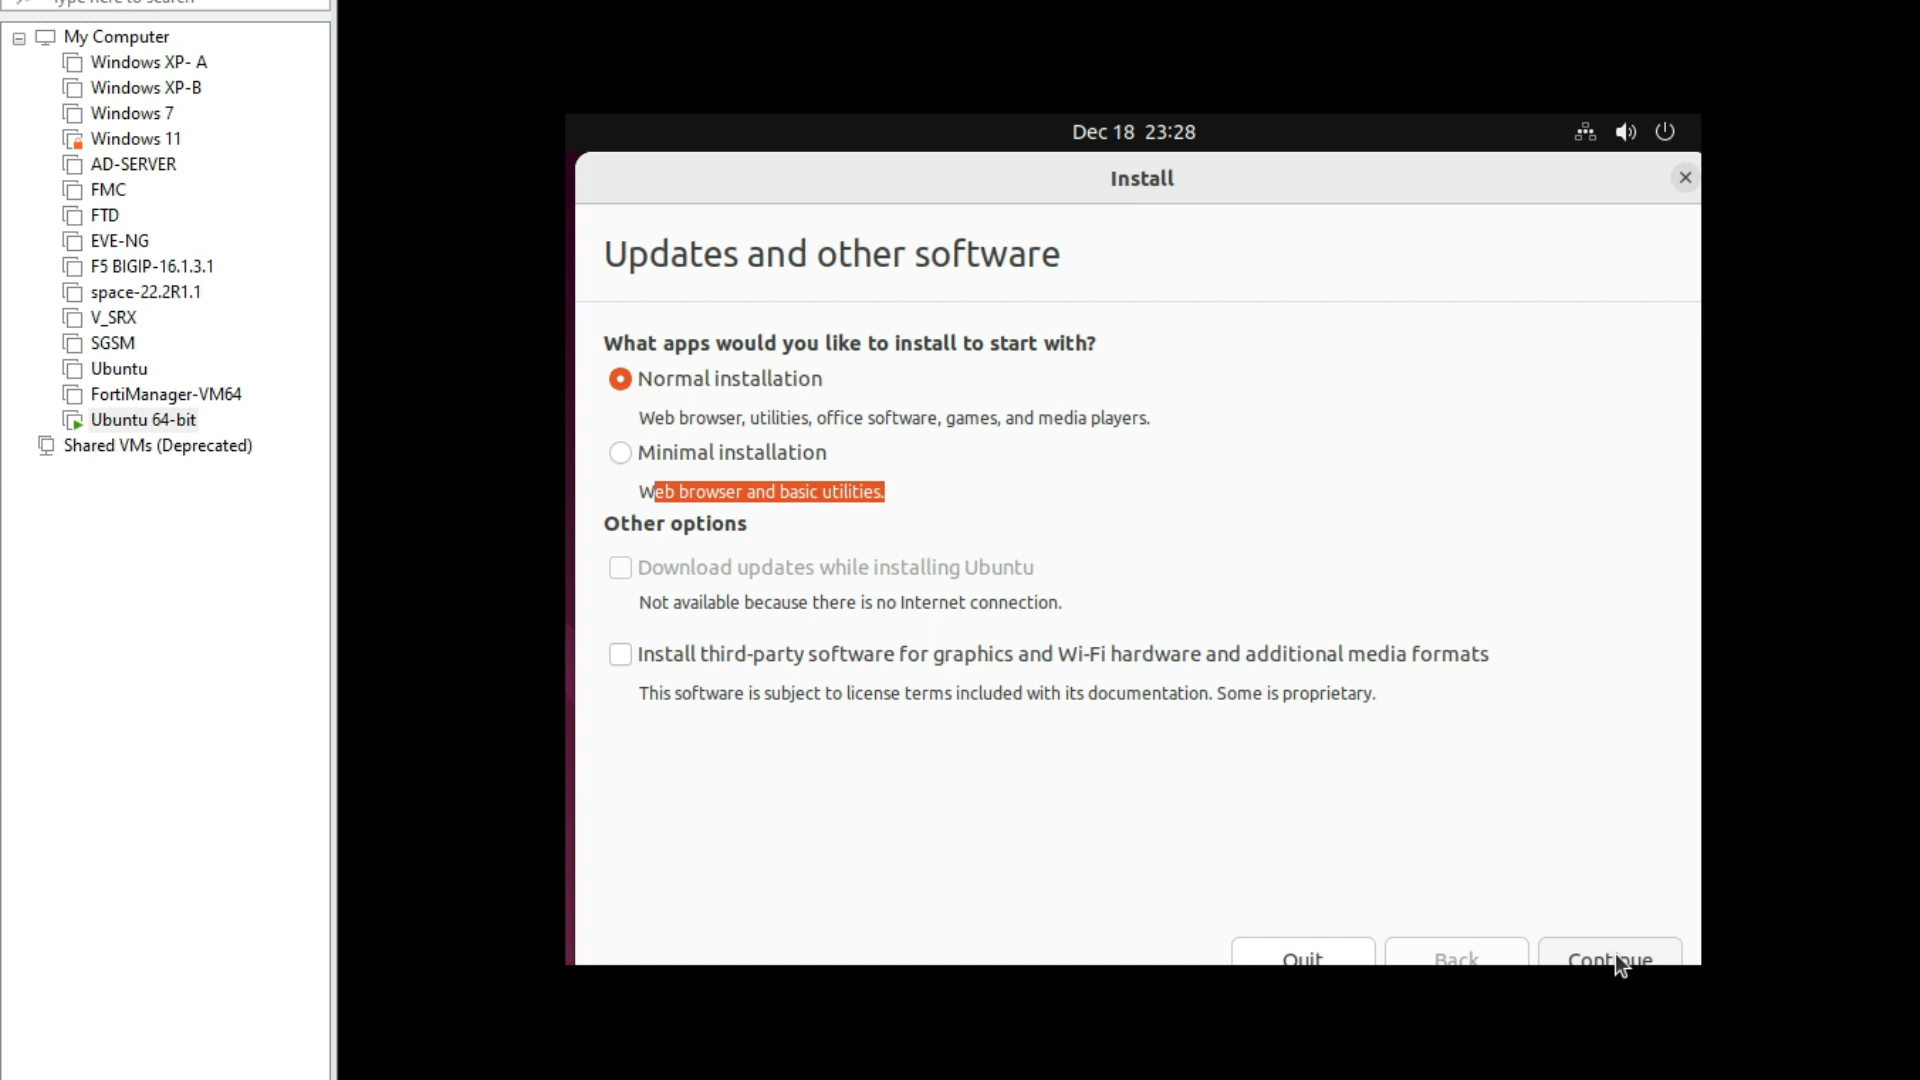 Type here to search
My Computer
Windows XP- A
Windows XP-B
Windows 7
Windows 11
AD-SERVER
FMC
FTD
EVE-NG
F5 BIGIP-16.1.3.1
space-22.2R1.1
V_SRX
SGSM
Ubuntu
FortiManager-VM64
Ubuntu 64-bit
Shared VMs (Deprecated)
Dec 18 23:28
Install
Updates and other software
What apps would you like to install to start with?
Normal installation
Web browser, utilities, office software, games, and media players.
Minimal installation
Web browser and basic utilities.
Other options
Download updates while installing Ubuntu
Not available because there is no Internet connection.
Install third-party software for graphics and Wi-Fi hardware and additional media formats
This software is subject to license terms included with its documentation. Some is proprietary.
Quit
Back
Continue